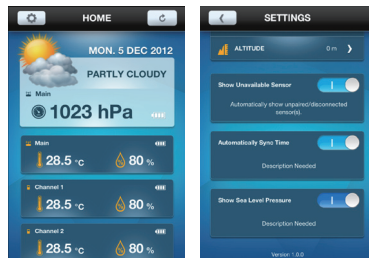 HOME
MON. 5 DEC 2012
PARTLY CLOUDY
Main
1023 hPa
Main
28.5 °C 80 %
Channel 1
28.5 °C 80 %
Channel 2
28.5 °C 80 %
SETTINGS
ALTITUDE 0 m
Show Unavailable Sensor
Automatically show unpaired/disconnected
sensor(s).
Automatically Sync Time
Description Needed
Show Sea Level Pressure
Description Needed
Version: 1.0.0